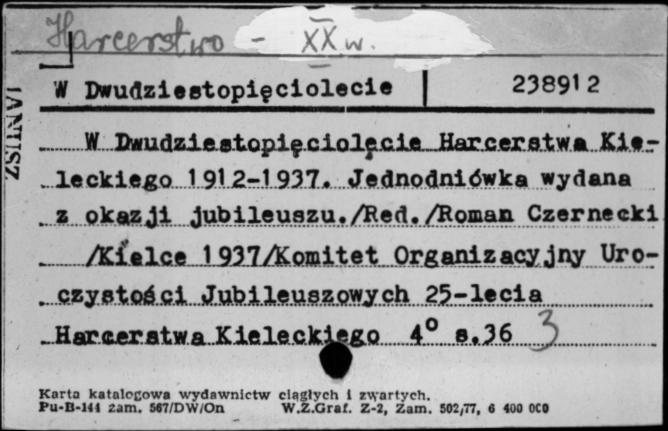 Harcerstwo - XX w.
W Dwudziestopięciolecie 238912
JANUSZ
W Dwudziestopięciolecie Harcerstwa Kie-
leckiego 1912-1937. Jednodniówka wydana
z okazji jubileuszu./Red./Roman Czernecki
/Kielce 1937/Komitet Organizacyjny Uro-
czystości Jubileuszowych 25-lecia
Harcerstwa Kieleckiego 4° s.36 3
Karta katalogowa wydawnictw ciągłych i zwartych.
Pu-B-144 zam. 567/DW/On W.Z.Graf. Z-2, Zam. 502/77, 6 400 000